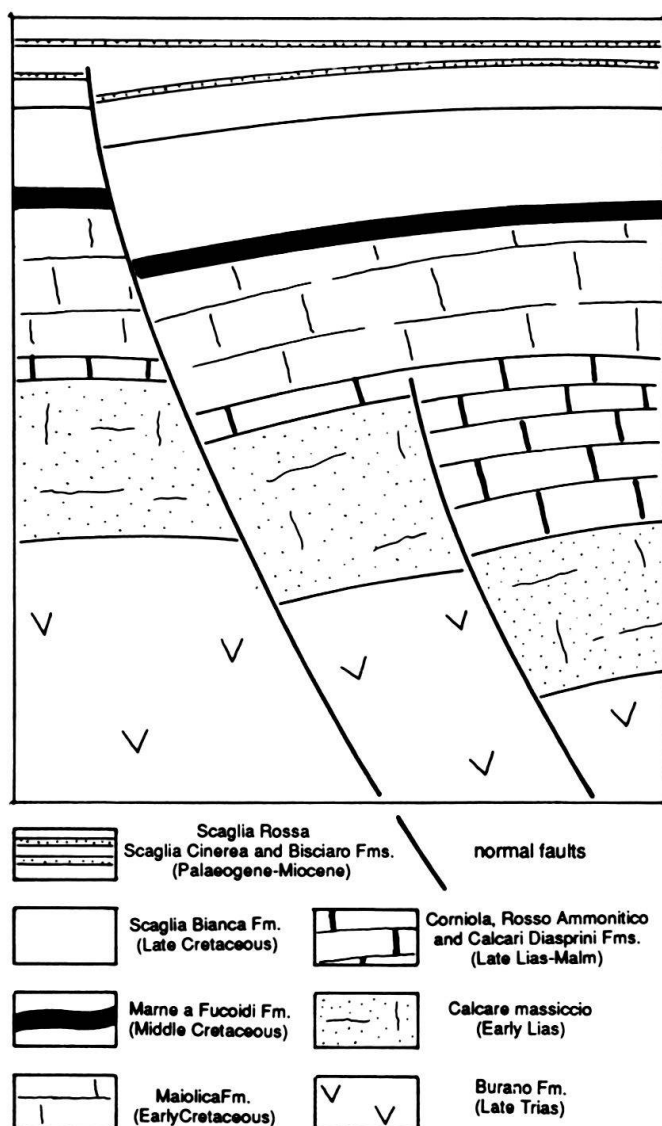 Scaglia Rossa
Scaglia Cinerea and Bisciaro Fms.
(Palaeogene-Miocene)
normal faults
Scaglia Bianca Fm.
(Late Cretaceous)
Corniola, Rosso Ammonitico
and Calcari Diasprini Fms.
(Late Lias-Malm)
Marne a Fucoidi Fm.
(Middle Cretaceous)
Calcare massiccio
(Early Lias)
MaiolicaFm.
(EarlyCretaceous)
Burano Fm.
(Late Trias)